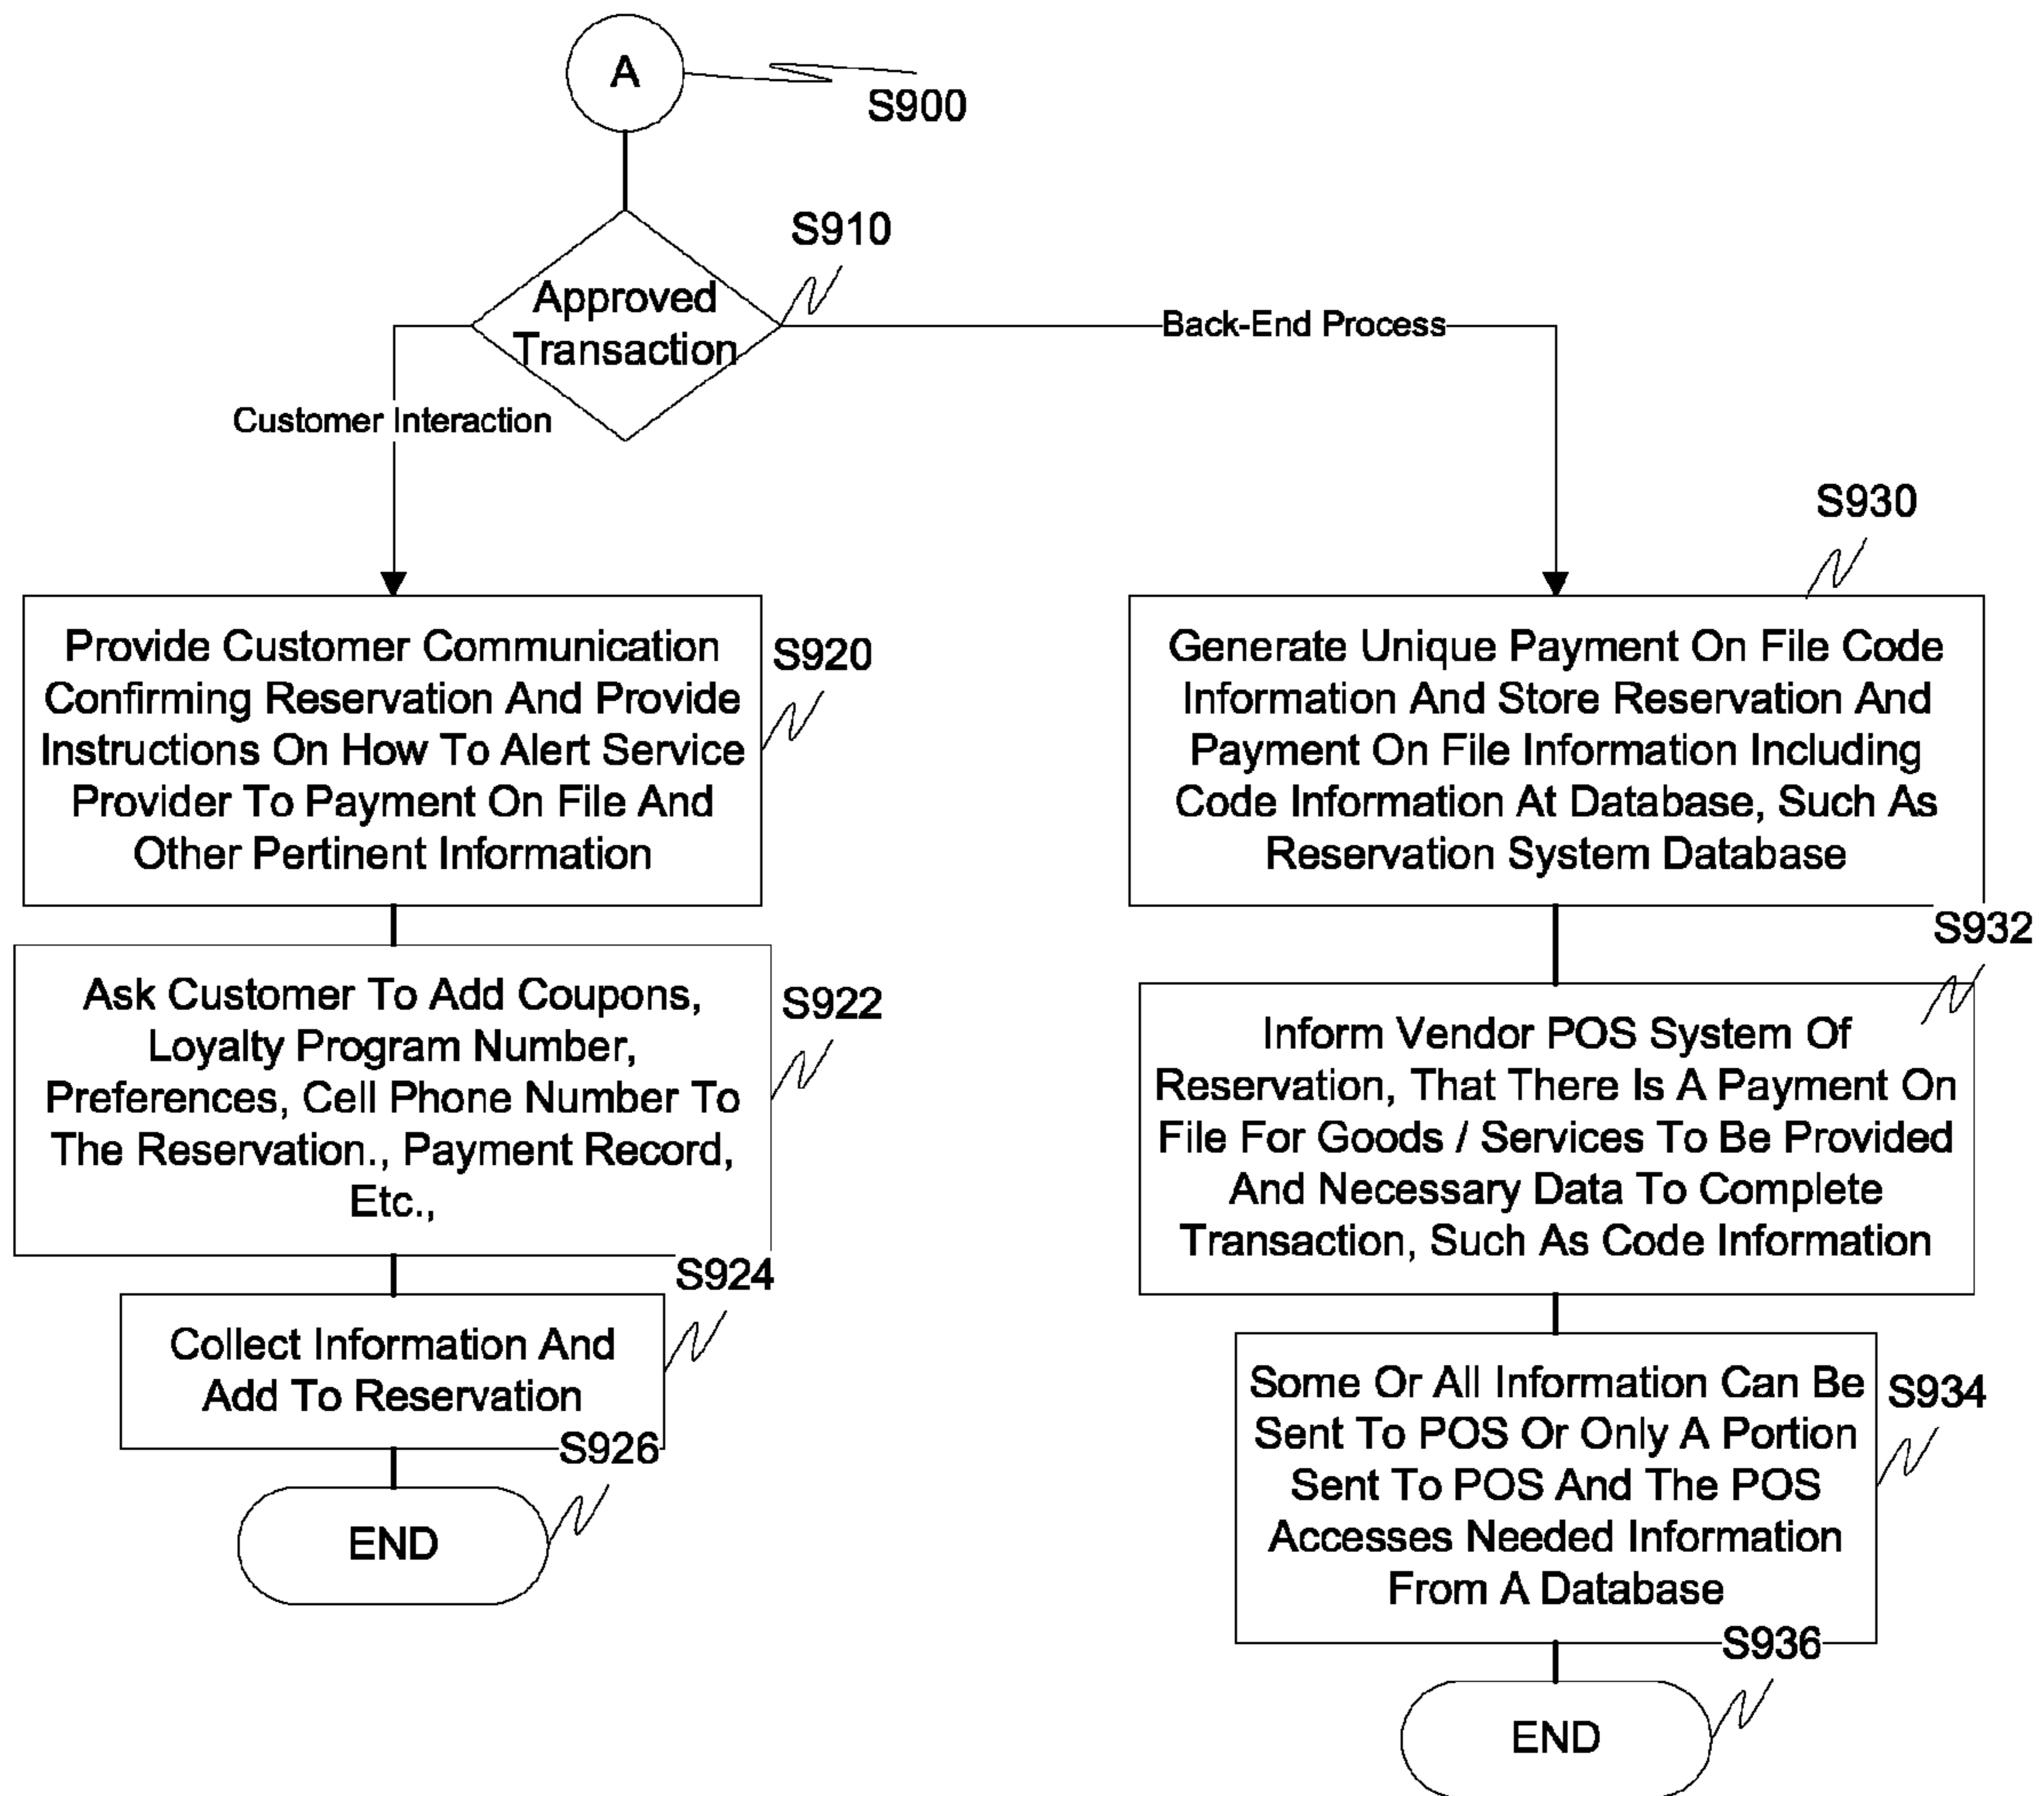 A
S900
S910
Approved
Transaction
Back-End Process
Customer Interaction
S920
Provide Customer Communication
Confirming Reservation And Provide
Instructions On How To Alert Service
Provider To Payment On File And
Other Pertinent Information
S922
Ask Customer To Add Coupons,
Loyalty Program Number,
Preferences, Cell Phone Number To
The Reservation., Payment Record,
Etc.,
S924
Collect Information And
Add To Reservation
S926
END
S930
Generate Unique Payment On File Code
Information And Store Reservation And
Payment On File Information Including
Code Information At Database, Such As
Reservation System Database
S932
Inform Vendor POS System Of
Reservation, That There Is A Payment On
File For Goods / Services To Be Provided
And Necessary Data To Complete
Transaction, Such As Code Information
S934
Some Or All Information Can Be
Sent To POS Or Only A Portion
Sent To POS And The POS
Accesses Needed Information
From A Database
S936
END